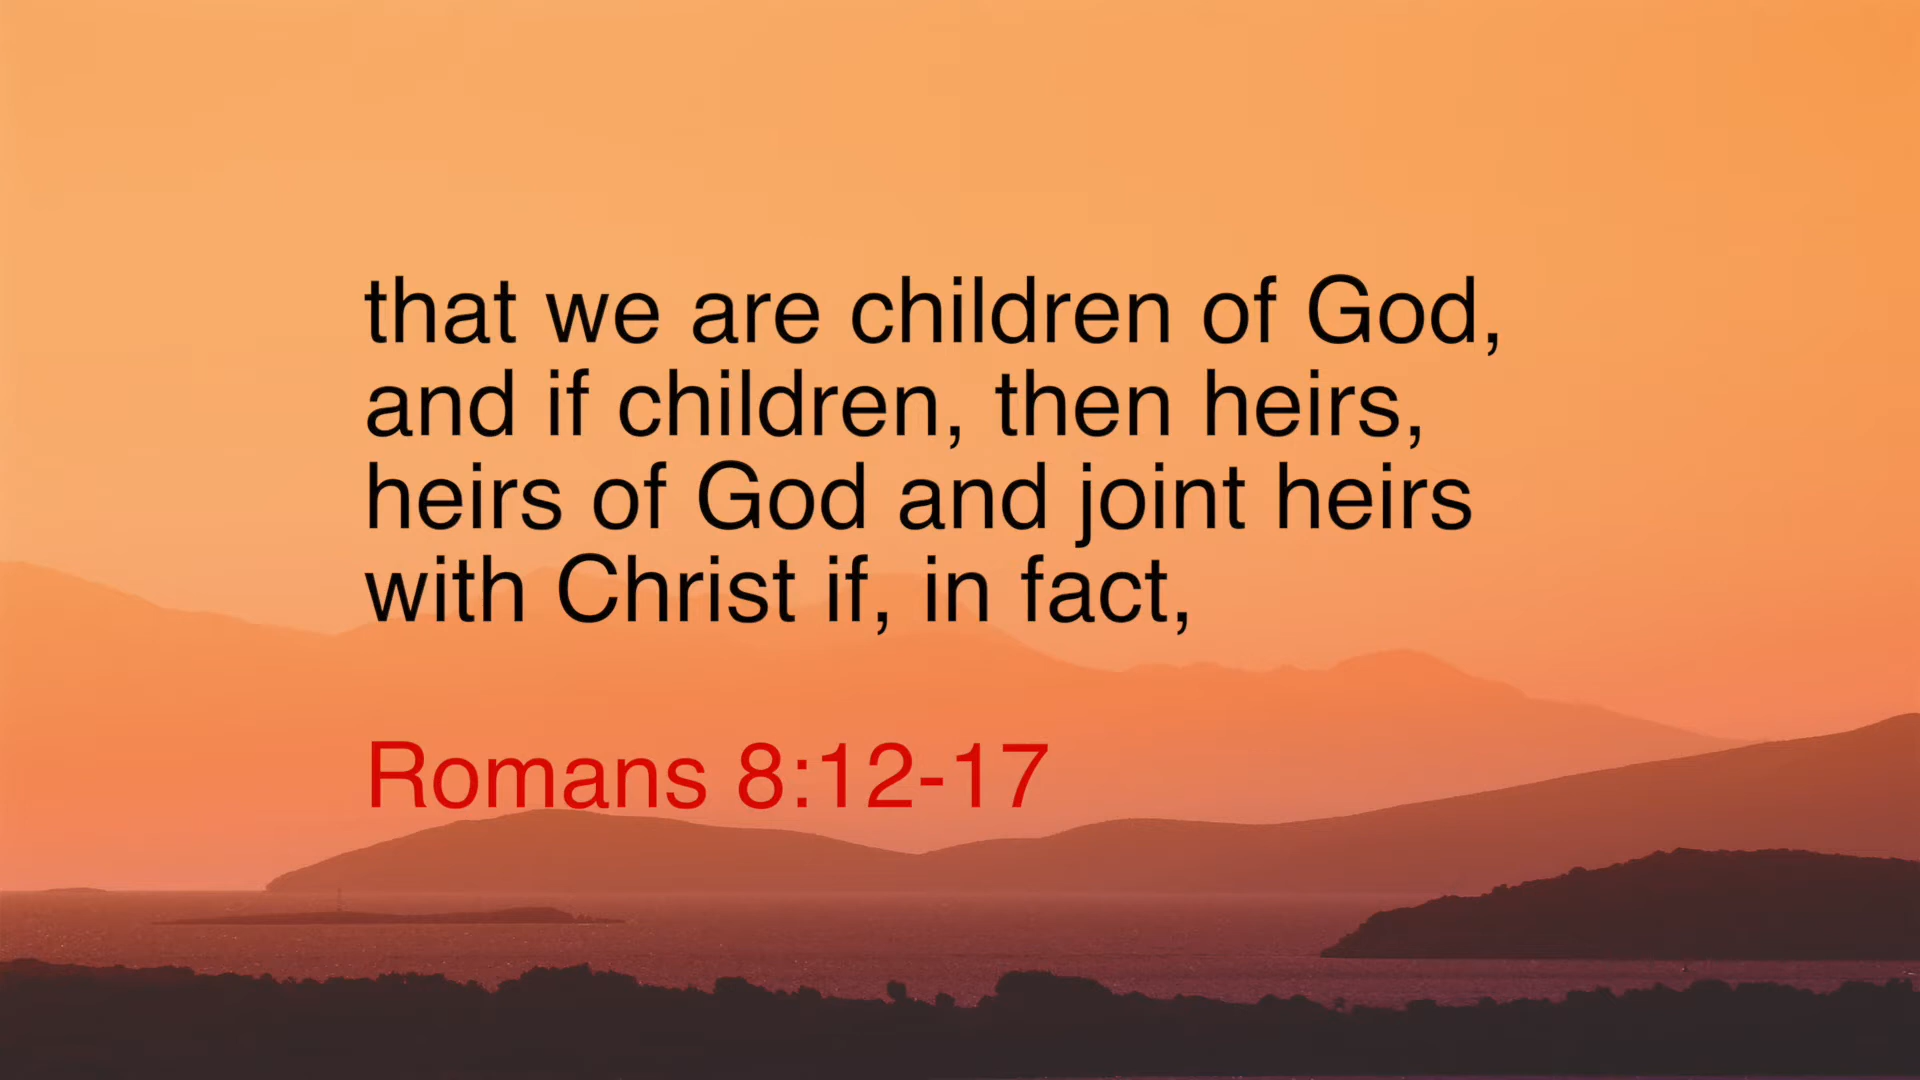 that we are children of God,
and if children, then heirs,
heirs of God and joint heirs
with Christ if, in fact,
Romans 8:12-17